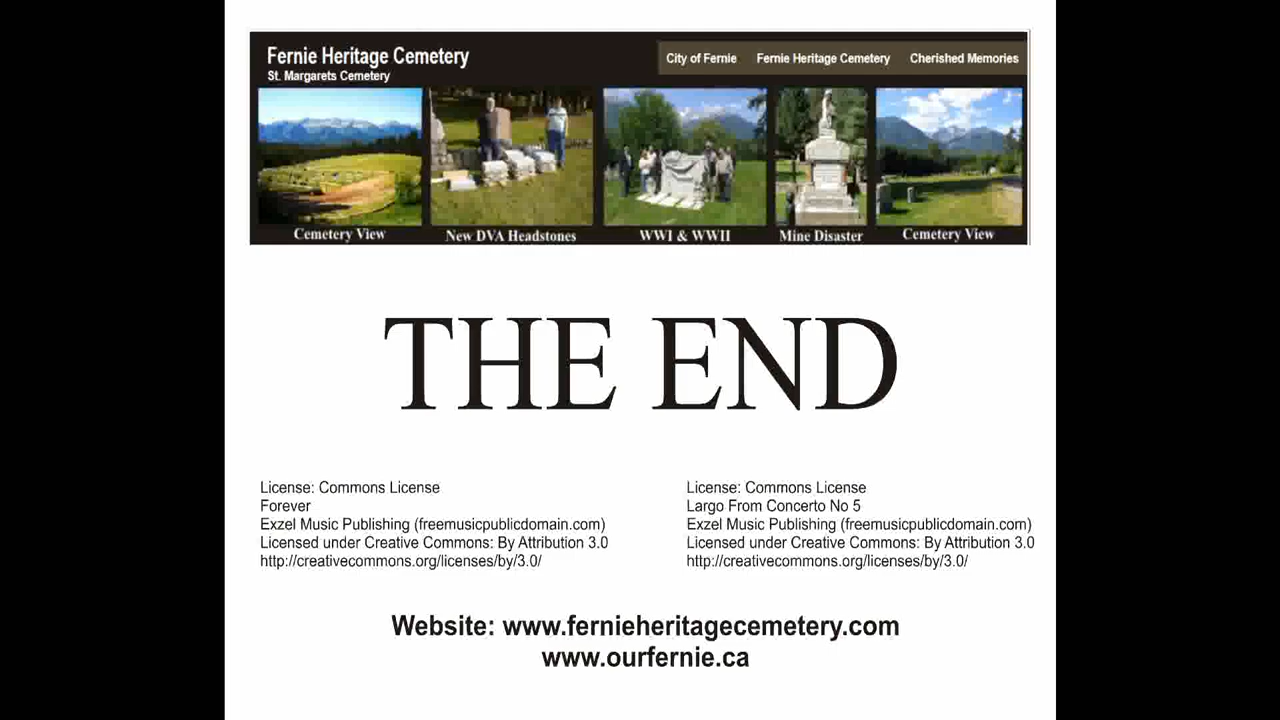 Fernie Heritage Cemetery
St. Margarets Cemetery
City of Fernie Fernie Heritage Cemetery Cherished Memories
Cemetery View New DVA Headstones WWI & WWII Mine Disaster Cemetery View
THE END
License: Commons License
Forever
Exzel Music Publishing (freemusicpublicdomain.com)
Licensed under Creative Commons: By Attribution 3.0
http://creativecommons.org/licenses/by/3.0/
License: Commons License
Largo From Concerto No 5
Exzel Music Publishing (freemusicpublicdomain.com)
Licensed under Creative Commons: By Attribution 3.0
http://creativecommons.org/licenses/by/3.0/
Website: www.fernieheritagecemetery.com
www.ourfernie.ca